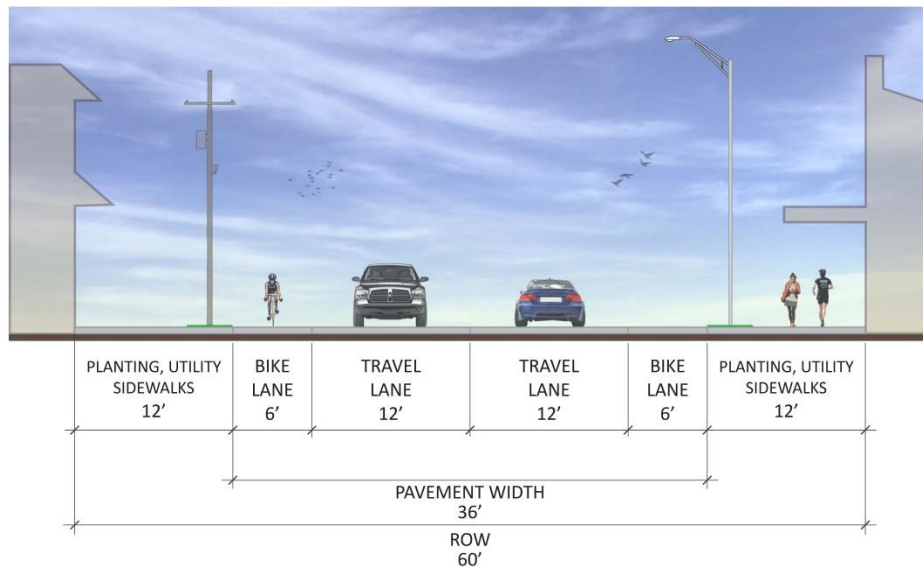 PLANTING, UTILITY
SIDEWALKS
12’
BIKE
LANE
6’
TRAVEL
LANE
12’
TRAVEL
LANE
12’
BIKE
LANE
6’
PLANTING, UTILITY
SIDEWALKS
12’
PAVEMENT WIDTH
36’
ROW
60’